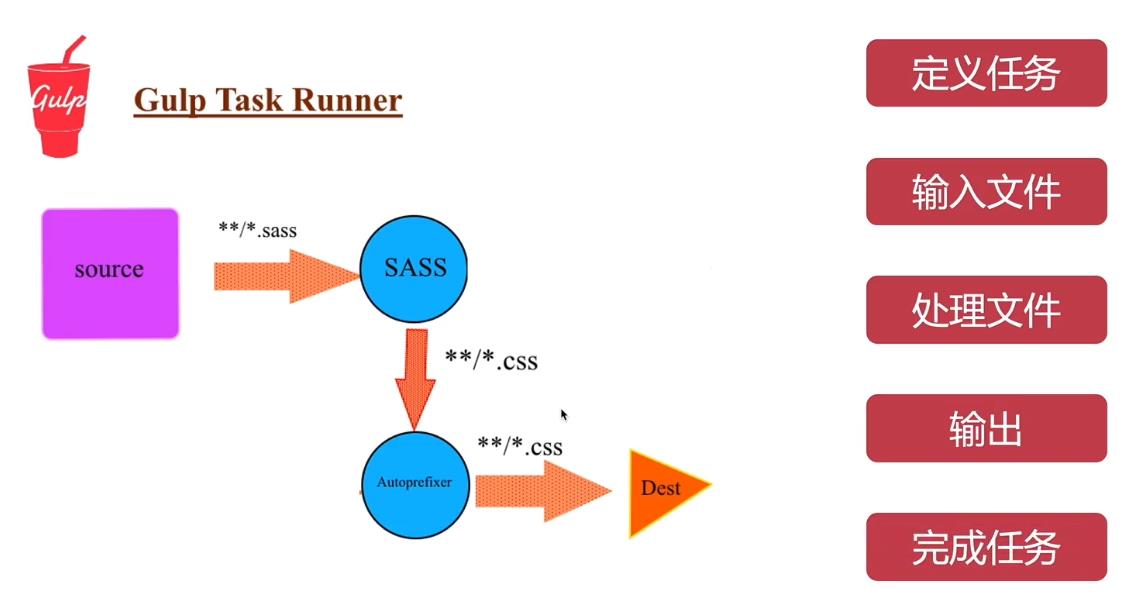 Gulp
Gulp Task Runner
source
**/*.sass
SASS
**/*.css
Autoprefixer
**/*.css
Dest
定义任务
输入文件
处理文件
输出
完成任务